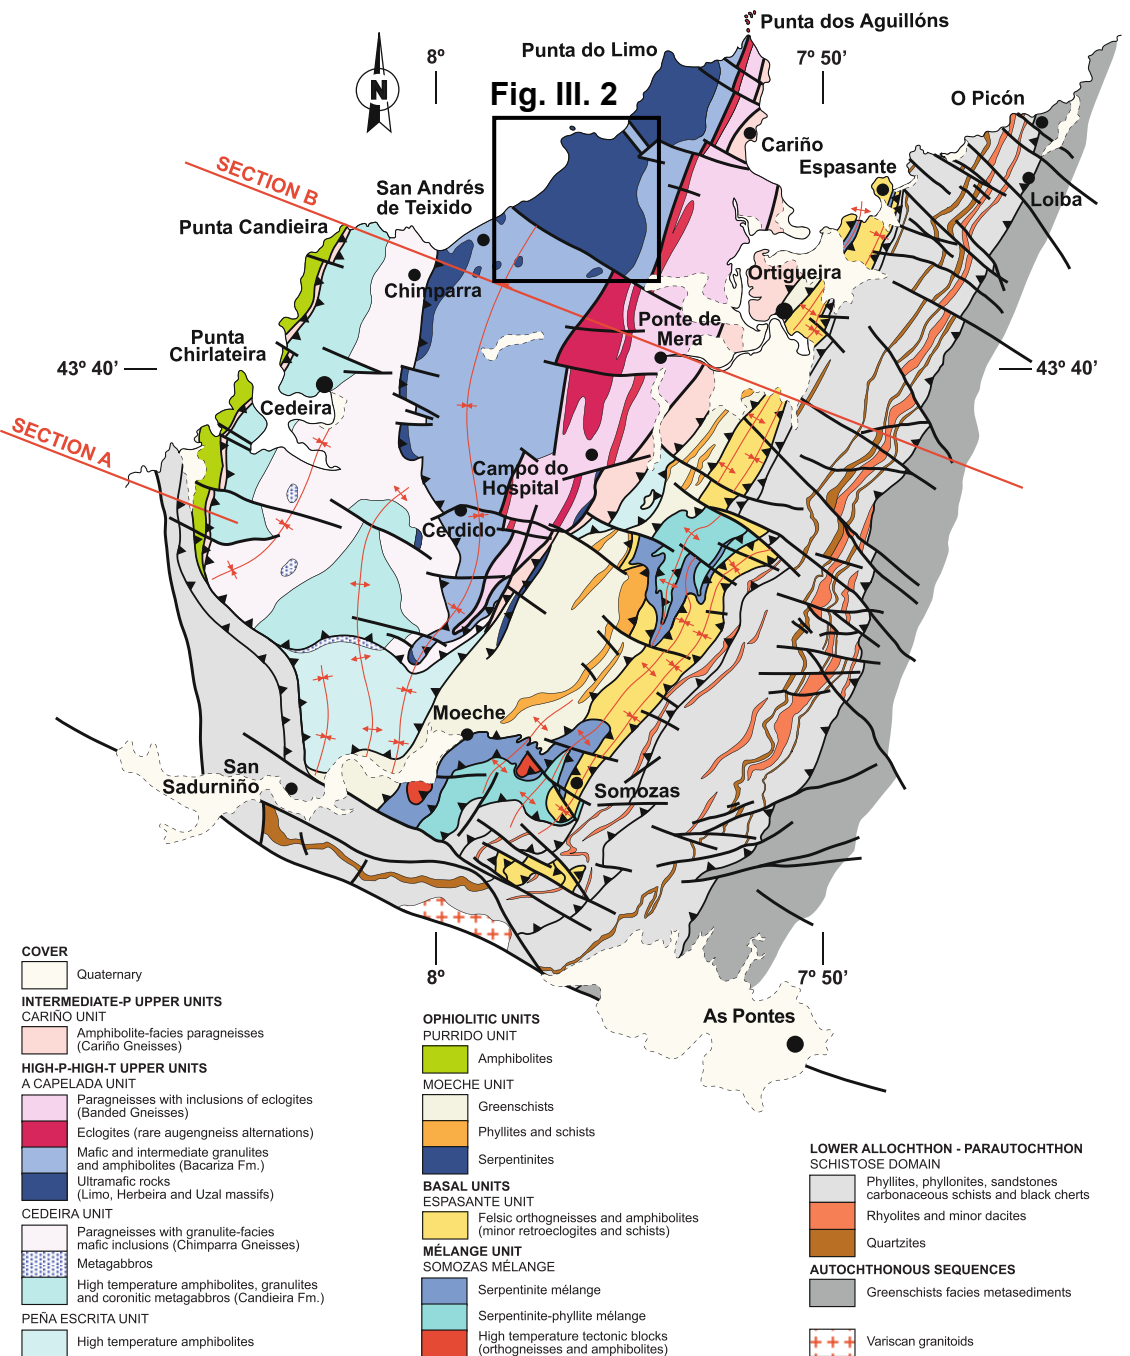 Punta dos Aguillóns
Punta do Limo
8º
7º 50’
N
Fig. III. 2
O Picón
Cariño
Espasante
SECTION B
San Andrés
de Teixido
Loiba
Punta Candieira
Chimparra
Ortigueira
Ponte de
Mera
Punta
Chirlateira
43º 40’
43º 40’
Cedeira
SECTION A
Campo do
Hospital
Cerdido
Moeche
San
Sadurniño
Somozas
8º
7º 50’
As Pontes
COVER
Quaternary
INTERMEDIATE-P UPPER UNITS
CARIÑO UNIT
Amphibolite-facies paragneisses
(Cariño Gneisses)
HIGH-P-HIGH-T UPPER UNITS
A CAPELADA UNIT
Paragneisses with inclusions of eclogites
(Banded Gneisses)
Eclogites (rare augengneiss alternations)
Mafic and intermediate granulites
and amphibolites (Bacariza Fm.)
Ultramafic rocks
(Limo, Herbeira and Uzal massifs)
CEDEIRA UNIT
Paragneisses with granulite-facies
mafic inclusions (Chimparra Gneisses)
Metagabbros
High temperature amphibolites, granulites
and coronitic metagabbros (Candieira Fm.)
PEÑA ESCRITA UNIT
High temperature amphibolites
OPHIOLITIC UNITS
PURRIDO UNIT
Amphibolites
MOECHE UNIT
Greenschists
Phyllites and schists
Serpentinites
BASAL UNITS
ESPASANTE UNIT
Felsic orthogneisses and amphibolites
(minor retroeclogites and schists)
MÉLANGE UNIT
SOMOZAS MÉLANGE
Serpentinite mélange
Serpentinite-phyllite mélange
High temperature tectonic blocks
(orthogneisses and amphibolites)
LOWER ALLOCHTHON - PARAUTOCHTHON
SCHISTOSE DOMAIN
Phyllites, phyllonites, sandstones
carbonaceous schists and black cherts
Rhyolites and minor dacites
Quartzites
AUTOCHTHONOUS SEQUENCES
Greenschists facies metasediments
Variscan granitoids